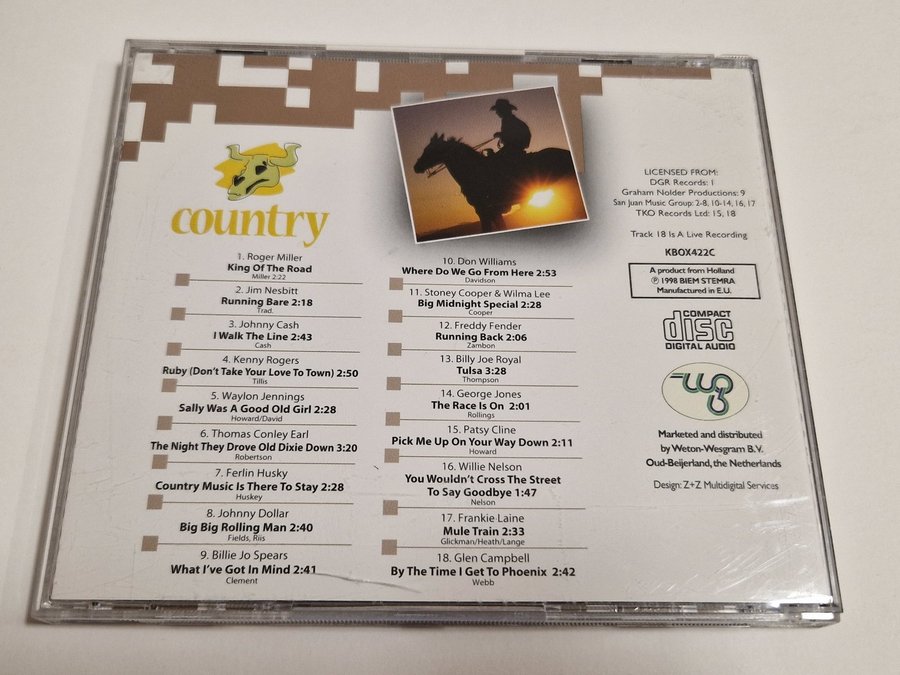 country
1. Roger Miller
King Of The Road
Miller 2:22
2. Jim Nesbitt
Running Bare 2:18
Trad.
3. Johnny Cash
I Walk The Line 2:43
Cash
4. Kenny Rogers
Ruby (Don't Take Your Love To Town) 2:50
Tillis
5. Waylon Jennings
Sally Was A Good Old Girl 2:28
Howard/David
6. Thomas Conley Earl
The Night They Drove Old Dixie Down 3:20
Robertson
7. Ferlin Husky
Country Music Is There To Stay 2:28
Huskey
8. Johnny Dollar
Big Big Rolling Man 2:40
Fields, Riis
9. Billie Jo Spears
What I've Got In Mind 2:41
Clement
10. Don Williams
Where Do We Go From Here 2:53
Davidson
11. Stoney Cooper & Wilma Lee
Big Midnight Special 2:28
Cooper
12. Freddy Fender
Running Back 2:06
Zambon
13. Billy Joe Royal
Tulsa 3:28
Thompson
14. George Jones
The Race Is On 2:01
Rollings
15. Patsy Cline
Pick Me Up On Your Way Down 2:11
Howard
16. Willie Nelson
You Wouldn't Cross The Street
To Say Goodbye 1:47
Nelson
17. Frankie Laine
Mule Train 2:33
Glickman/Heath/Lange
18. Glen Campbell
By The Time I Get To Phoenix 2:42
Webb
LICENSED FROM:
DGR Records: 1
Graham Nolder Productions: 9
San Juan Music Group: 2-8, 10-14, 16, 17
TKO Records Ltd: 15, 18
Track 18 Is A Live Recording
KBOX422C
A product from Holland
℗ 1998 BIEM STEMRA
Manufactured in E.U.
COMPACT
disc
DIGITAL AUDIO
wg
Marketed and distributed
by Weton-Wesgram B.V.
Oud-Beijerland, the Netherlands
Design: Z+Z Multidigital Services